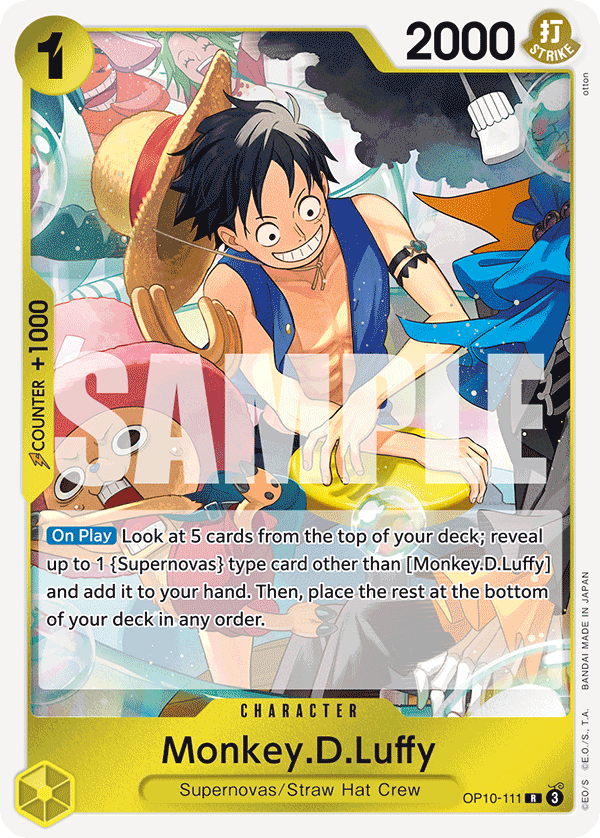 1
2000
打
STRIKE
otton
COUNTER +1000
SAMPLE
On Play Look at 5 cards from the top of your deck; reveal
up to 1 {Supernovas} type card other than [Monkey.D.Luffy]
and add it to your hand. Then, place the rest at the bottom
of your deck in any order.
CHARACTER
Monkey.D.Luffy
Supernovas/Straw Hat Crew
OP10-111 R 3
©EO/S ©E.O./S., T.A. BANDAI MADE IN JAPAN